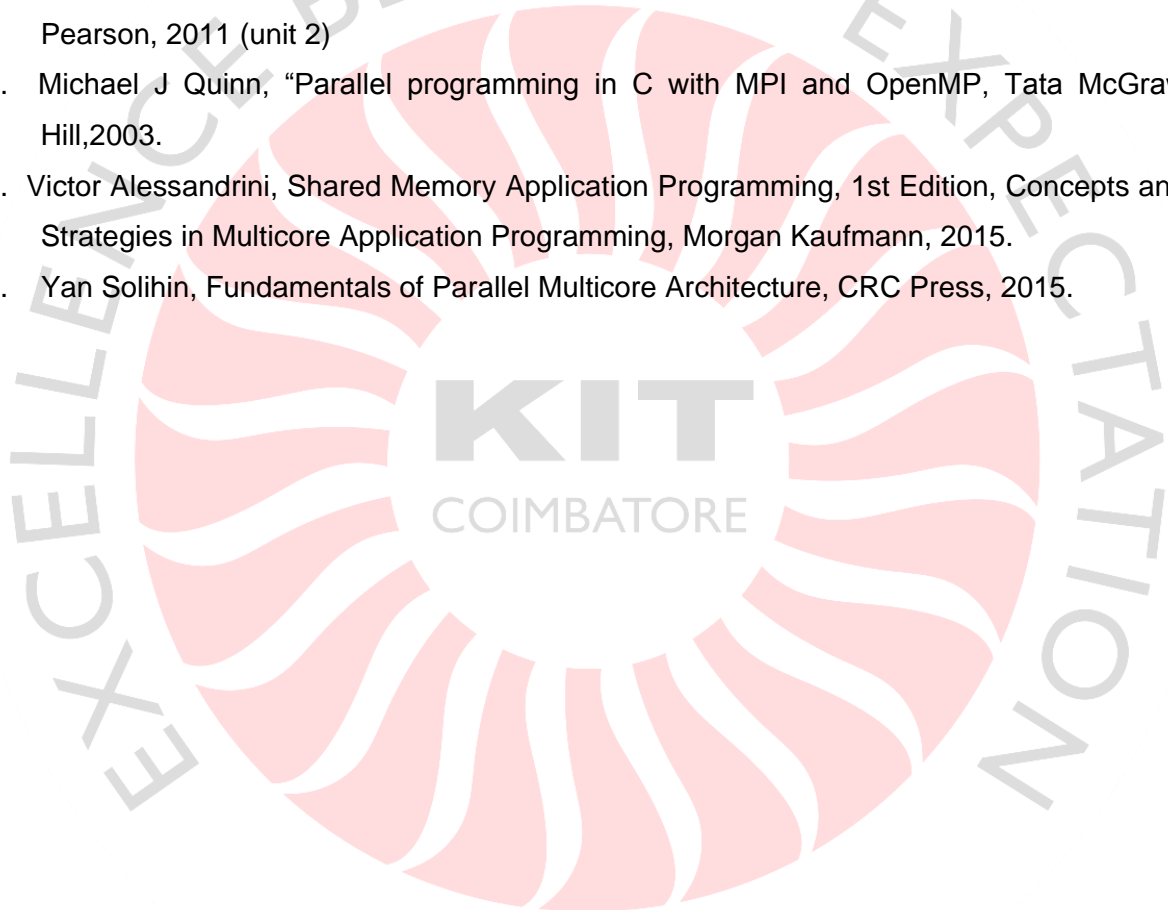 Pearson, 2011 (unit 2)
. Michael J Quinn, “Parallel programming in C with MPI and OpenMP, Tata McGraw
Hill,2003.
. Victor Alessandrini, Shared Memory Application Programming, 1st Edition, Concepts an
Strategies in Multicore Application Programming, Morgan Kaufmann, 2015.
. Yan Solihin, Fundamentals of Parallel Multicore Architecture, CRC Press, 2015.
EXCELLENCE
EXPECTATION
KIT
COIMBATORE